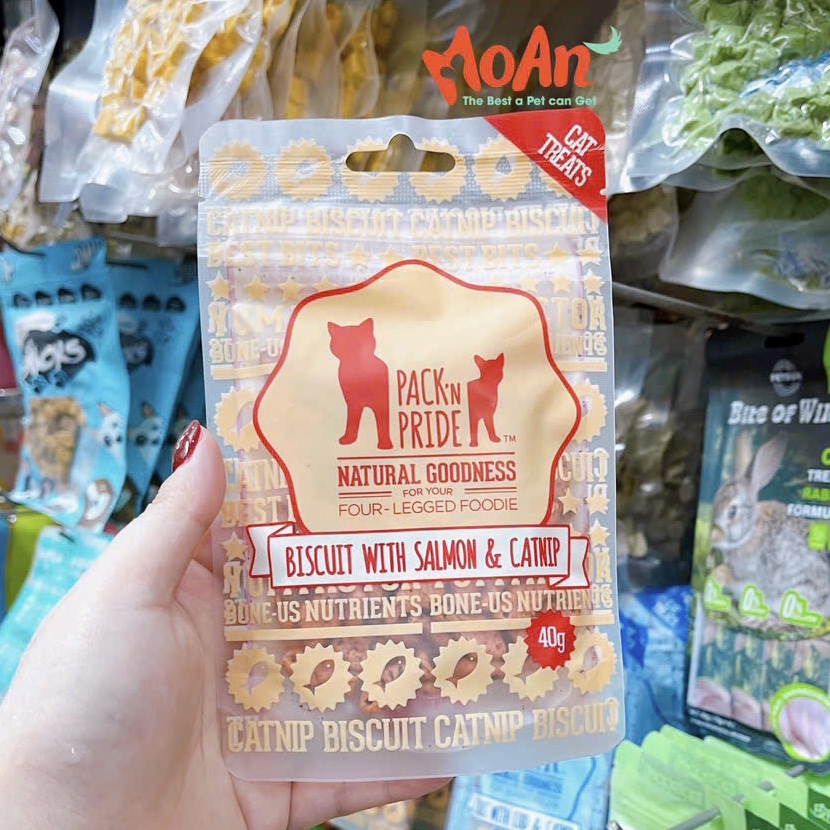 MoAn
The Best a Pet can Get
CAT
TREATS
CATNIP BISCUIT CATNIP BISCUIT
BEST BITS ★ ★ BEST BITS ★
PACK'N
PRIDE™
NATURAL GOODNESS
FOR YOUR
FOUR-LEGGED FOODIE
BISCUIT WITH SALMON & CATNIP
BONE-US NUTRIENTS BONE-US NUTRIENTS
40g
CATNIP BISCUIT CATNIP BISCUIT
BITE OF WI